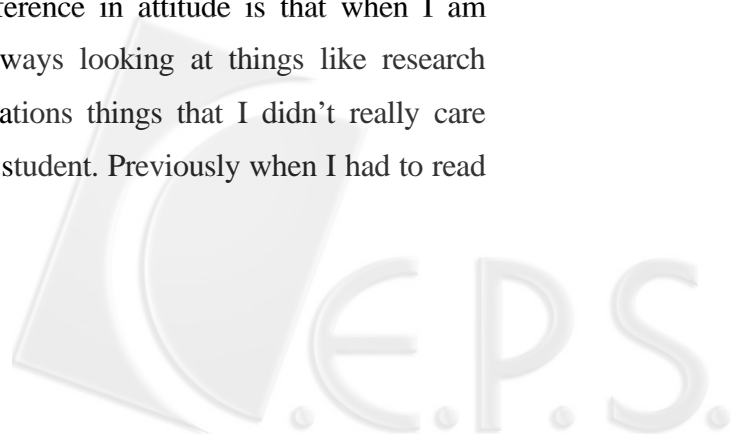 ference in attitude is that when I am
ways looking at things like research
ations things that I didn't really care
student. Previously when I had to read
C.E.P.S.